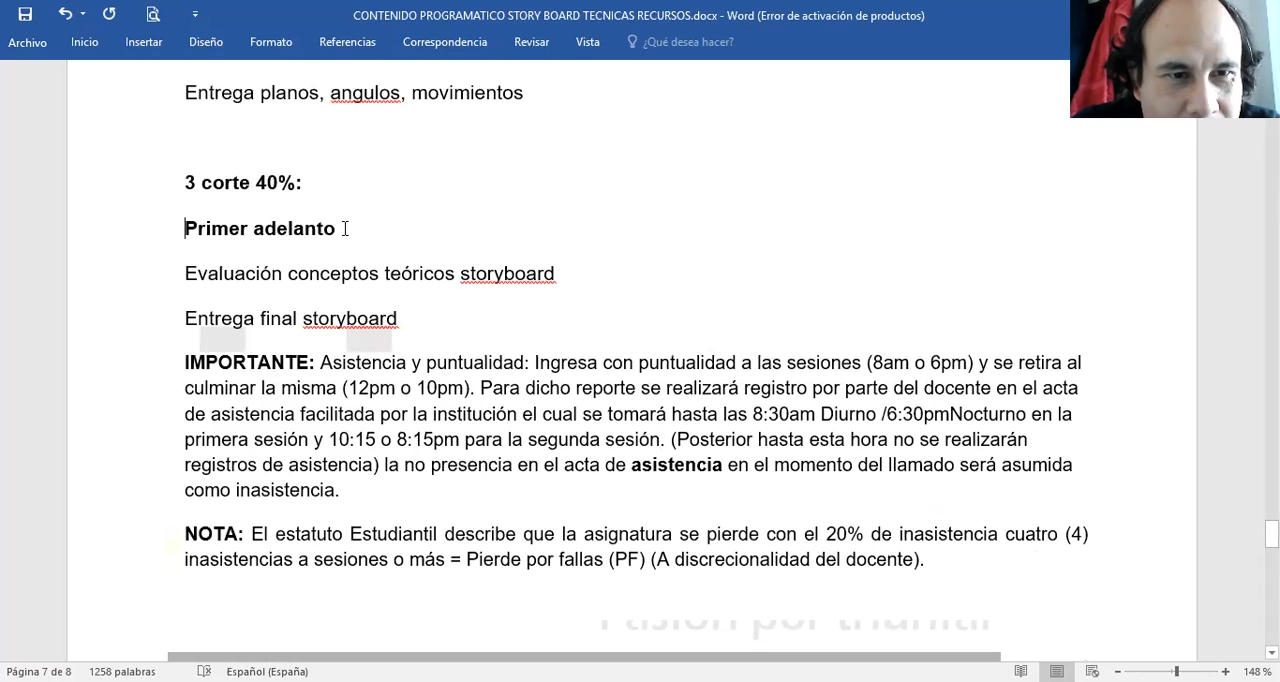 CONTENIDO PROGRAMATICO STORY BOARD TECNICAS RECURSOS.docx - Word (Error de activación de productos)
Archivo Inicio Insertar Diseño Formato Referencias Correspondencia Revisar Vista ¿Qué desea hacer?
Entrega planos, angulos, movimientos
3 corte 40%:
Primer adelanto
Evaluación conceptos teóricos storyboard
Entrega final storyboard
IMPORTANTE: Asistencia y puntualidad: Ingresa con puntualidad a las sesiones (8am o 6pm) y se retira al
culminar la misma (12pm o 10pm). Para dicho reporte se realizará registro por parte del docente en el acta
de asistencia facilitada por la institución el cual se tomará hasta las 8:30am Diurno /6:30pmNocturno en la
primera sesión y 10:15 o 8:15pm para la segunda sesión. (Posterior hasta esta hora no se realizarán
registros de asistencia) la no presencia en el acta de asistencia en el momento del llamado será asumida
como inasistencia.
NOTA: El estatuto Estudiantil describe que la asignatura se pierde con el 20% de inasistencia cuatro (4)
inasistencias a sesiones o más = Pierde por fallas (PF) (A discrecionalidad del docente).
Pasión por triunfar
Página 7 de 8 1258 palabras Español (España) 148 %